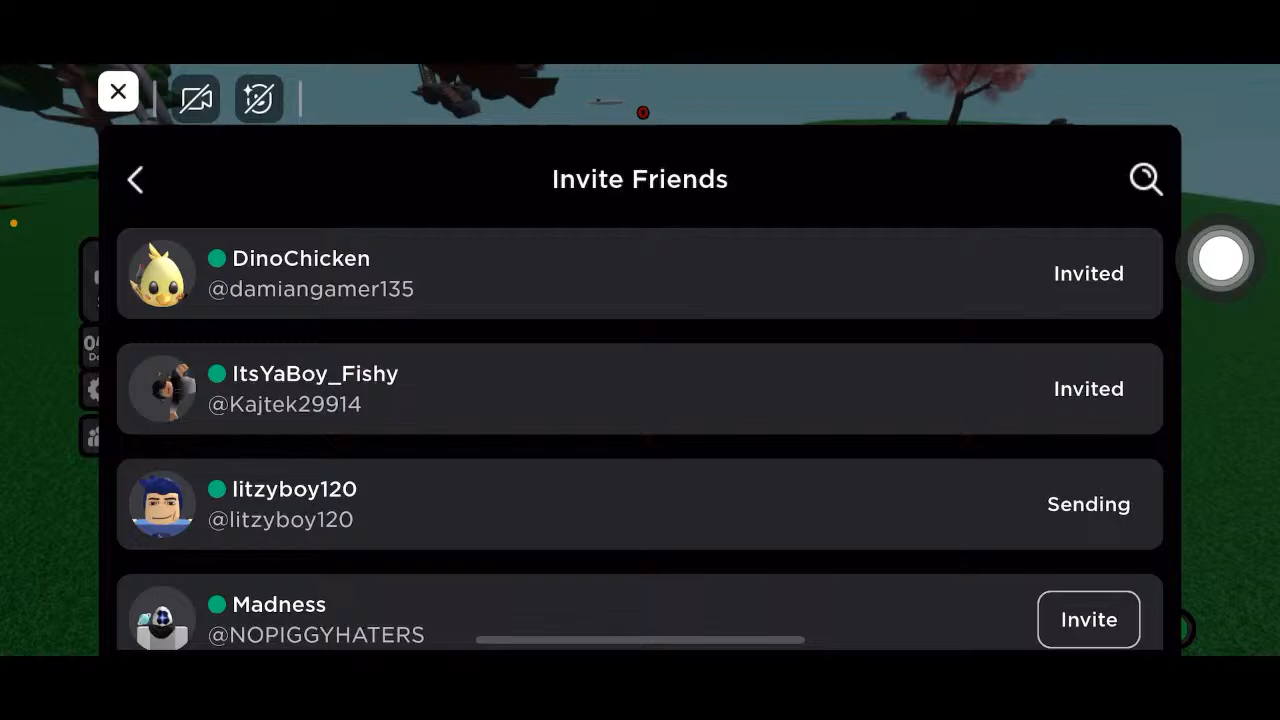 Invite Friends
DinoChicken
@damiangamer135
Invited
ItsYaBoy_Fishy
@Kajtek29914
Invited
litzyboy120
@litzyboy120
Sending
Madness
@NOPIGGYHATERS
Invite